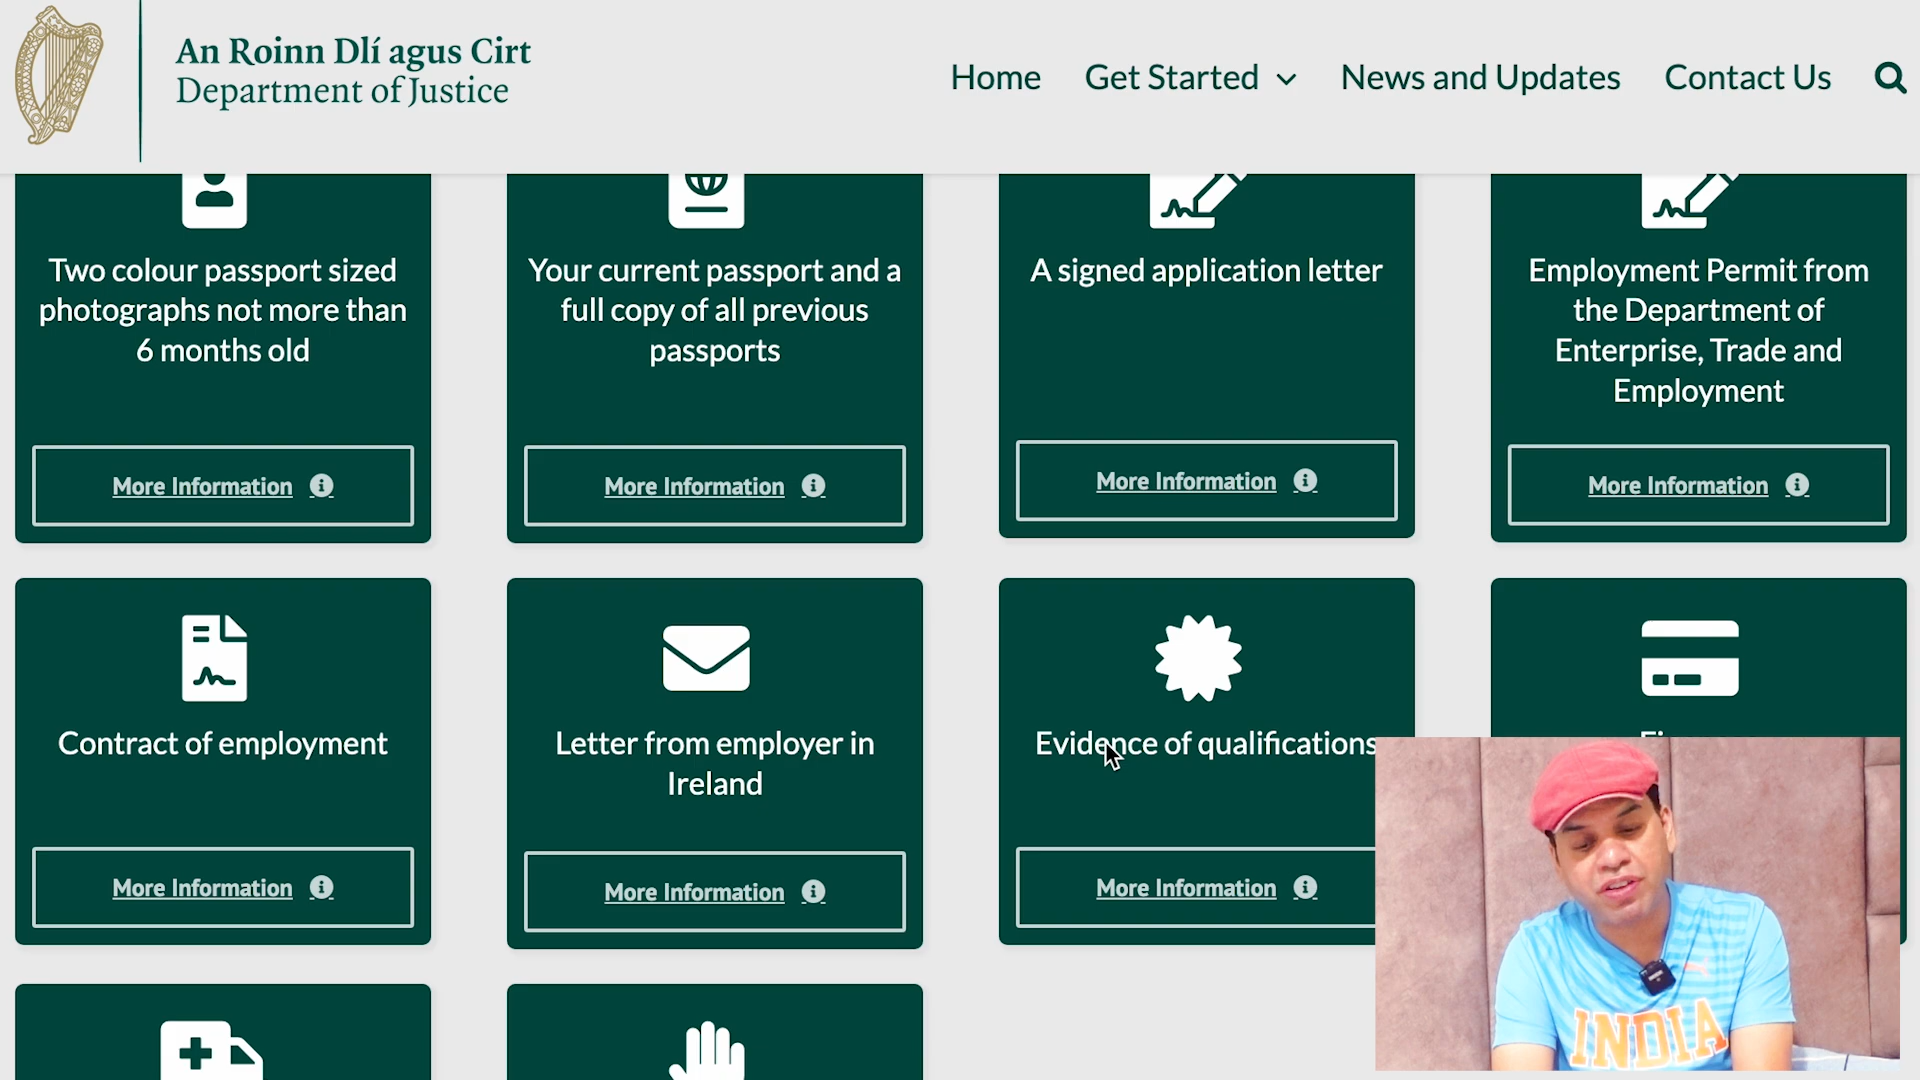 An Roinn Dlí agus Cirt
Department of Justice
Home
Get Started
News and Updates
Contact Us
Two colour passport sized
photographs not more than
6 months old
More Information
Your current passport and a
full copy of all previous
passports
More Information
A signed application letter
More Information
Employment Permit from
the Department of
Enterprise, Trade and
Employment
More Information
Contract of employment
More Information
Letter from employer in
Ireland
More Information
Evidence of qualifications
More Information
INDIA